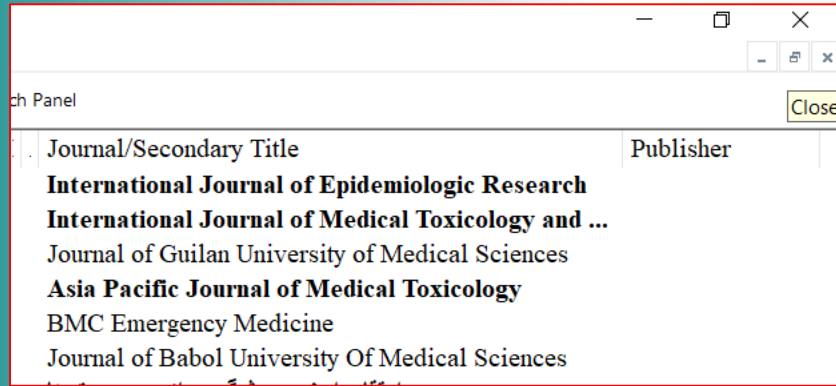 ch Panel
Close
Journal/Secondary Title Publisher
International Journal of Epidemiologic Research
International Journal of Medical Toxicology and ...
Journal of Guilan University of Medical Sciences
Asia Pacific Journal of Medical Toxicology
BMC Emergency Medicine
Journal of Babol University Of Medical Sciences